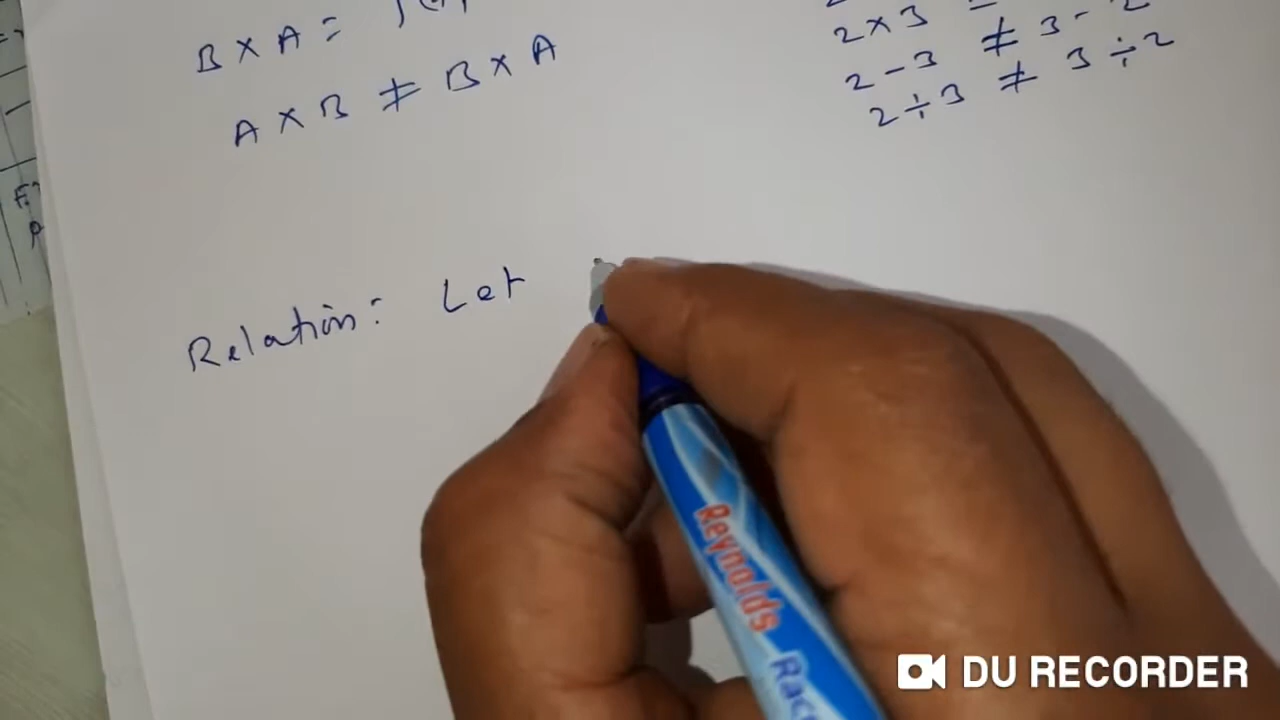 B × A =
A × B ≠ B × A
2 × 3
2 - 3 ≠ 3 - 2
2 ÷ 3 ≠ 3 ÷ 2
Relation: Let
Reynolds
DU RECORDER